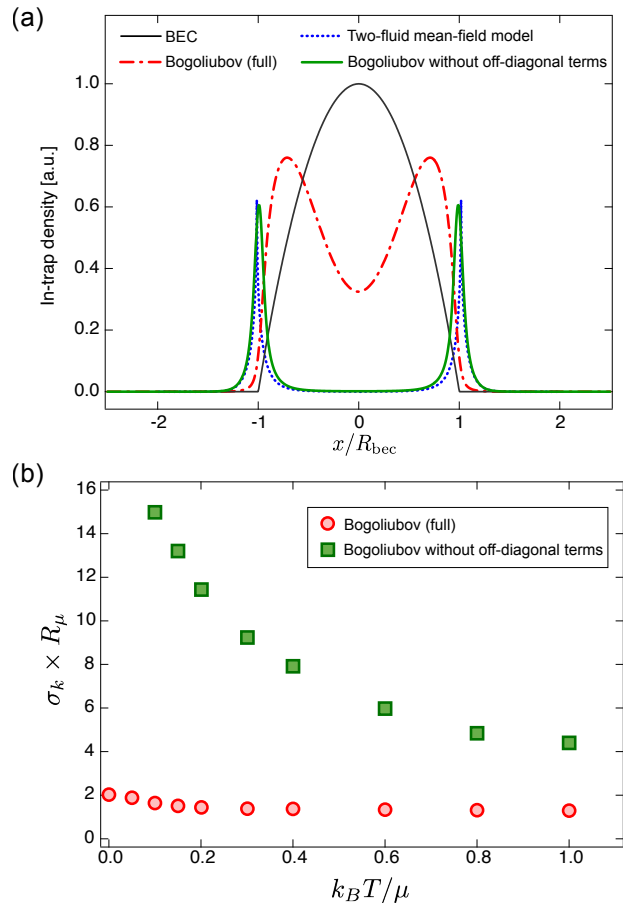 (a)
BEC
Two-fluid mean-field model
Bogoliubov (full)
Bogoliubov without off-diagonal terms
In-trap density [a.u.]
1.0
0.8
0.6
0.4
0.2
0.0
-2 -1 0 1 2
x/R_bec
(b)
16
14
12
10
8
6
4
2
0
Bogoliubov (full)
Bogoliubov without off-diagonal terms
σ_k × R_μ
0.0 0.2 0.4 0.6 0.8 1.0
k_B T/μ